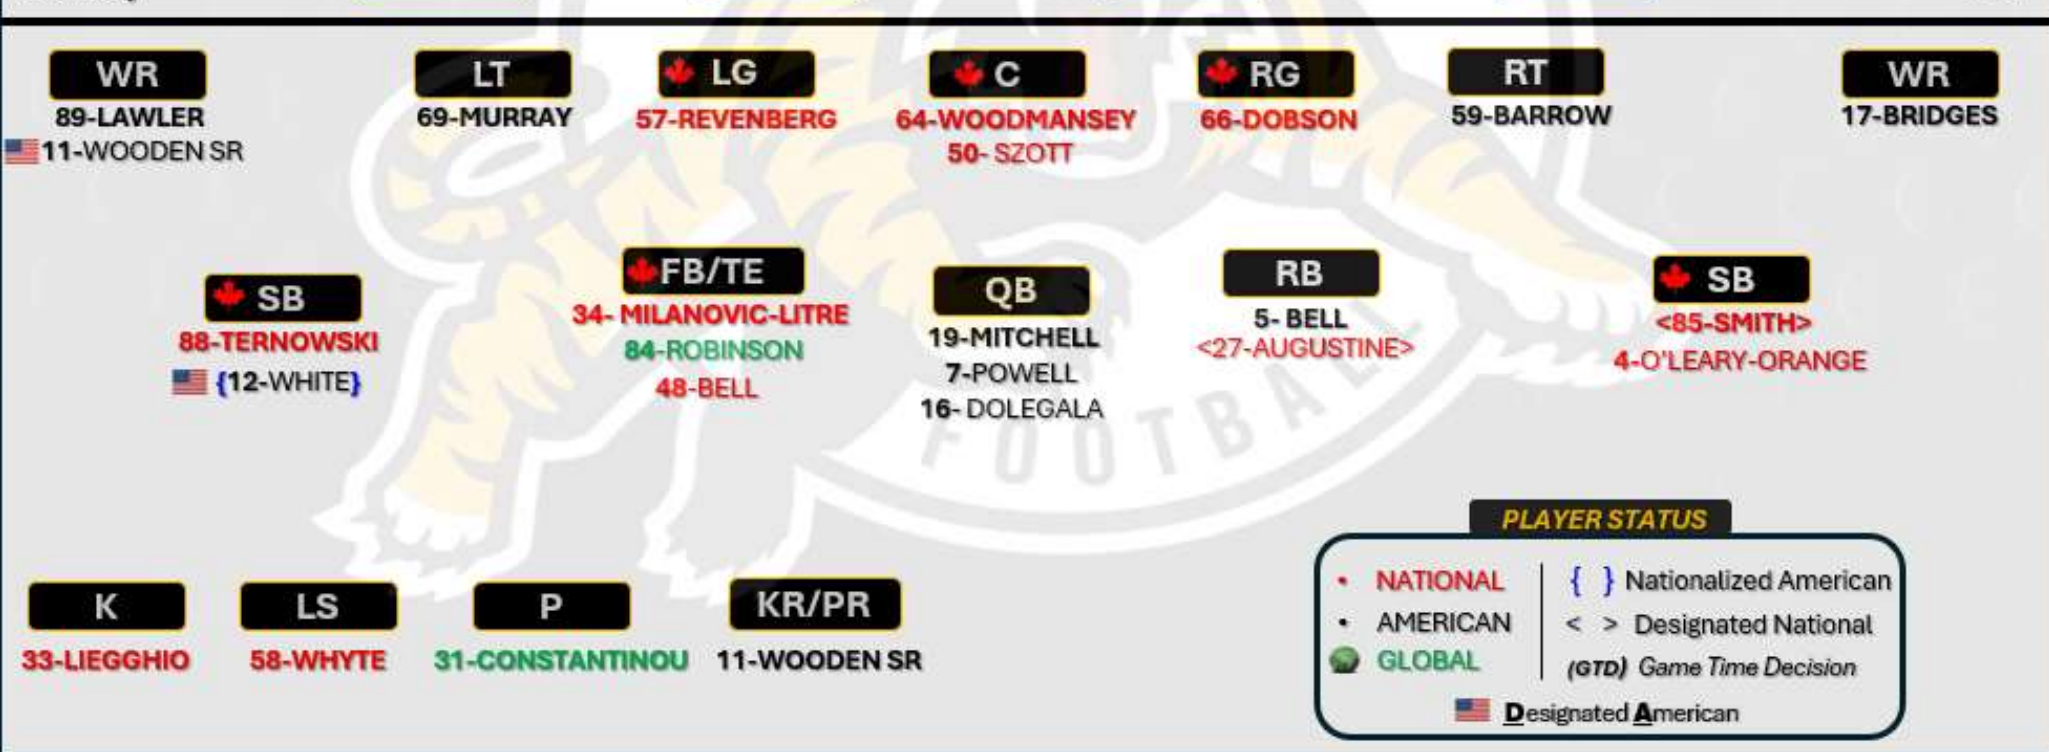 WR
89-LAWLER
11-WOODEN SR
LT
69-MURRAY
LG
57-REVENBERG
C
64-WOODMANSEY
50- SZOTT
RG
66-DOBSON
RT
59-BARROW
WR
17-BRIDGES
SB
88-TERNOWSKI
{12-WHITE}
FB/TE
34- MILANOVIC-LITRE
84-ROBINSON
48-BELL
QB
19-MITCHELL
7-POWELL
16- DOLEGALA
RB
5- BELL
<27-AUGUSTINE>
SB
<85-SMITH>
4-O'LEARY-ORANGE
FOOTBALL
K
33-LIEGGHIO
LS
58-WHYTE
P
31-CONSTANTINOU
KR/PR
11-WOODEN SR
PLAYER STATUS
• NATIONAL
• AMERICAN
GLOBAL
{ } Nationalized American
< > Designated National
(GTD) Game Time Decision
Designated American